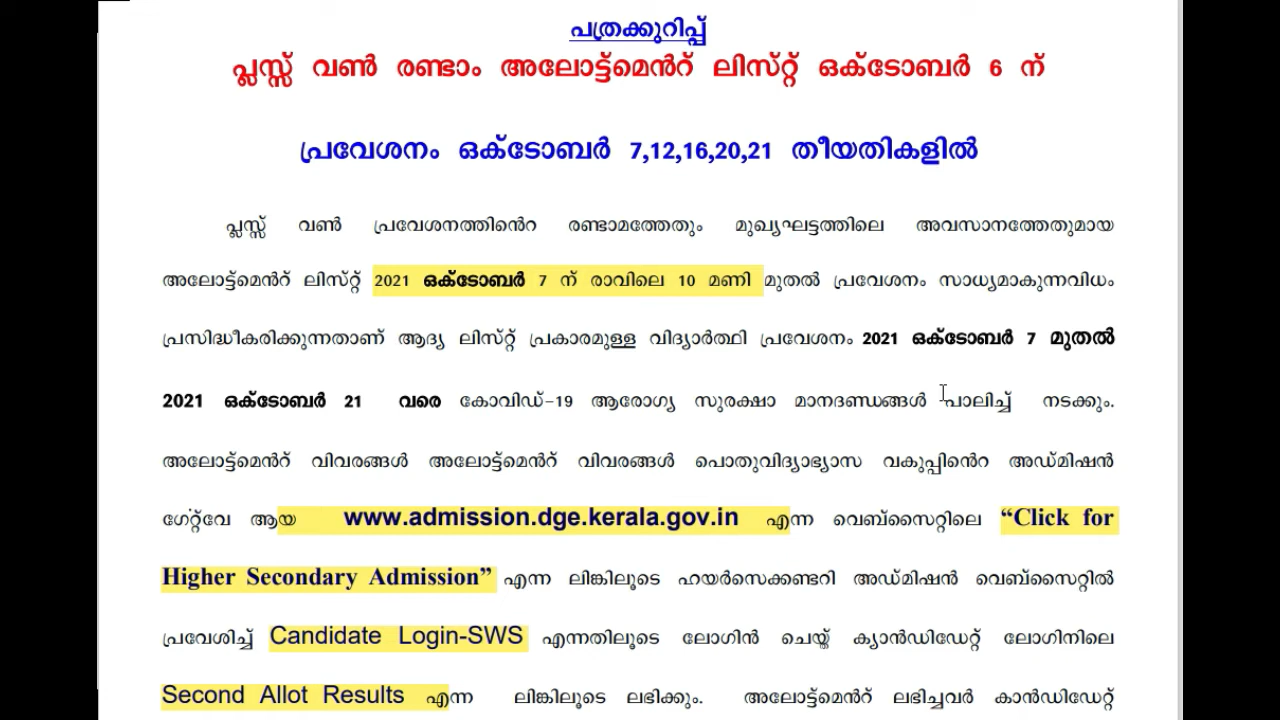 പത്രക്കുറിപ്പ്
പ്ലസ്സ് വൺ രണ്ടാം അലോട്ട്മെൻറ് ലിസ്റ്റ് ഒക്ടോബർ 6 ന്
പ്രവേശനം ഒക്ടോബർ 7,12,16,20,21 തീയതികളിൽ
പ്ലസ്സ് വൺ പ്രവേശനത്തിൻെറ രണ്ടാമത്തേതും മുഖ്യഘട്ടത്തിലെ അവസാനത്തേതുമായ
അലോട്ട്മെൻറ് ലിസ്റ്റ് 2021 ഒക്ടോബർ 7 ന് രാവിലെ 10 മണി മുതൽ പ്രവേശനം സാധ്യമാകുന്നവിധം
പ്രസിദ്ധീകരിക്കുന്നതാണ് ആദ്യ ലിസ്റ്റ് പ്രകാരമുള്ള വിദ്യാർത്ഥി പ്രവേശനം 2021 ഒക്ടോബർ 7 മുതൽ
2021 ഒക്ടോബർ 21 വരെ കോവിഡ്-19 ആരോഗ്യ സുരക്ഷാ മാനദണ്ഡങ്ങൾ പാലിച്ച് നടക്കും.
അലോട്ട്മെൻറ് വിവരങ്ങൾ അലോട്ട്മെൻറ് വിവരങ്ങൾ പൊതുവിദ്യാഭ്യാസ വകുപ്പിൻെറ അഡ്മിഷൻ
ഗേറ്റ്വേ ആയ www.admission.dge.kerala.gov.in എന്ന വെബ്സൈറ്റിലെ “Click for
Higher Secondary Admission” എന്ന ലിങ്കിലൂടെ ഹയർസെക്കണ്ടറി അഡ്മിഷൻ വെബ്സൈറ്റിൽ
പ്രവേശിച്ച് Candidate Login-SWS എന്നതിലൂടെ ലോഗിൻ ചെയ്ത് ക്യാൻഡിഡേറ്റ് ലോഗിനിലെ
Second Allot Results എന്ന ലിങ്കിലൂടെ ലഭിക്കും. അലോട്ട്മെൻറ് ലഭിച്ചവർ കാൻഡിഡേറ്റ്